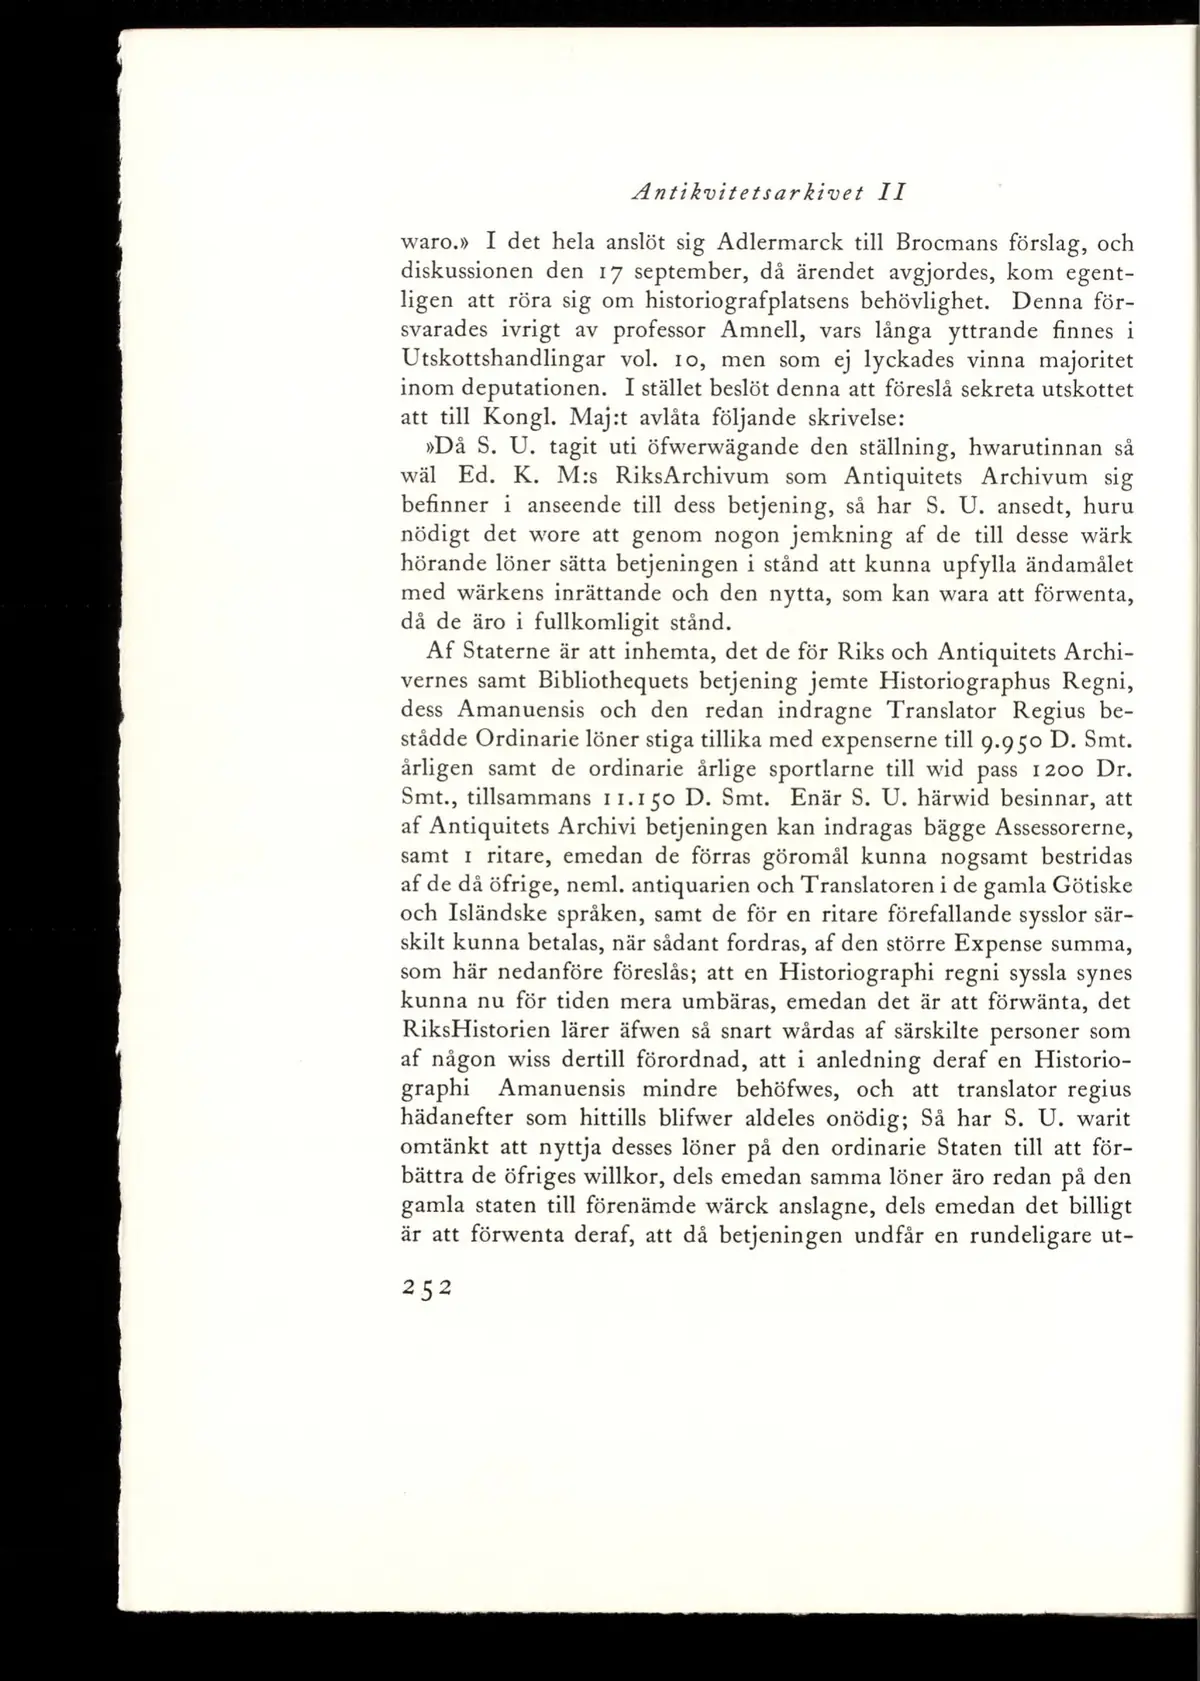 Antikvitetsarkivet II
waro.» I det hela anslöt sig Adlermarck till Brocmans förslag, och
diskussionen den 17 september, då ärendet avgjordes, kom egent-
ligen att röra sig om historiografplatsens behövlighet. Denna för-
svarades ivrigt av professor Amnell, vars långa yttrande finnes i
Utskottshandlingar vol. 10, men som ej lyckades vinna majoritet
inom deputationen. I stället beslöt denna att föreslå sekreta utskottet
att till Kongl. Maj:t avlåta följande skrivelse:
»Då S. U. tagit uti öfwerwägande den ställning, hwarutinnan så
wäl Ed. K. M:s RiksArchivum som Antiquitets Archivum sig
befinner i anseende till dess betjening, så har S. U. ansedt, huru
nödigt det wore att genom nogon jemkning af de till desse wärk
hörande löner sätta betjeningen i stånd att kunna upfylla ändamålet
med wärkens inrättande och den nytta, som kan wara att förwenta,
då de äro i fullkomligit stånd.
Af Staterne är att inhemta, det de för Riks och Antiquitets Archi-
vernes samt Bibliothequets betjening jemte Historiographus Regni,
dess Amanuensis och den redan indragne Translator Regius be-
stådde Ordinarie löner stiga tillika med expenserne till 9.950 D. Smt.
årligen samt de ordinarie årlige sportlarne till wid pass 1200 Dr.
Smt., tillsammans 11.150 D. Smt. Enär S. U. härwid besinnar, att
af Antiquitets Archivi betjeningen kan indragas bägge Assessorerne,
samt 1 ritare, emedan de förras göromål kunna nogsamt bestridas
af de då öfrige, neml. antiquarien och Translatoren i de gamla Götiske
och Isländske språken, samt de för en ritare förefallande sysslor sär-
skilt kunna betalas, när sådant fordras, af den större Expense summa,
som här nedanföre föreslås; att en Historiographi regni syssla synes
kunna nu för tiden mera umbäras, emedan det är att förwänta, det
RiksHistorien lärer äfwen så snart wårdas af särskilte personer som
af någon wiss dertill förordnad, att i anledning deraf en Historio-
graphi Amanuensis mindre behöfwes, och att translator regius
hädanefter som hittills blifwer aldeles onödig; Så har S. U. warit
omtänkt att nyttja desses löner på den ordinarie Staten till att för-
bättra de öfriges willkor, dels emedan samma löner äro redan på den
gamla staten till förenämde wärck anslagne, dels emedan det billigt
är att förwenta deraf, att då betjeningen undfår en rundeligare ut-
252